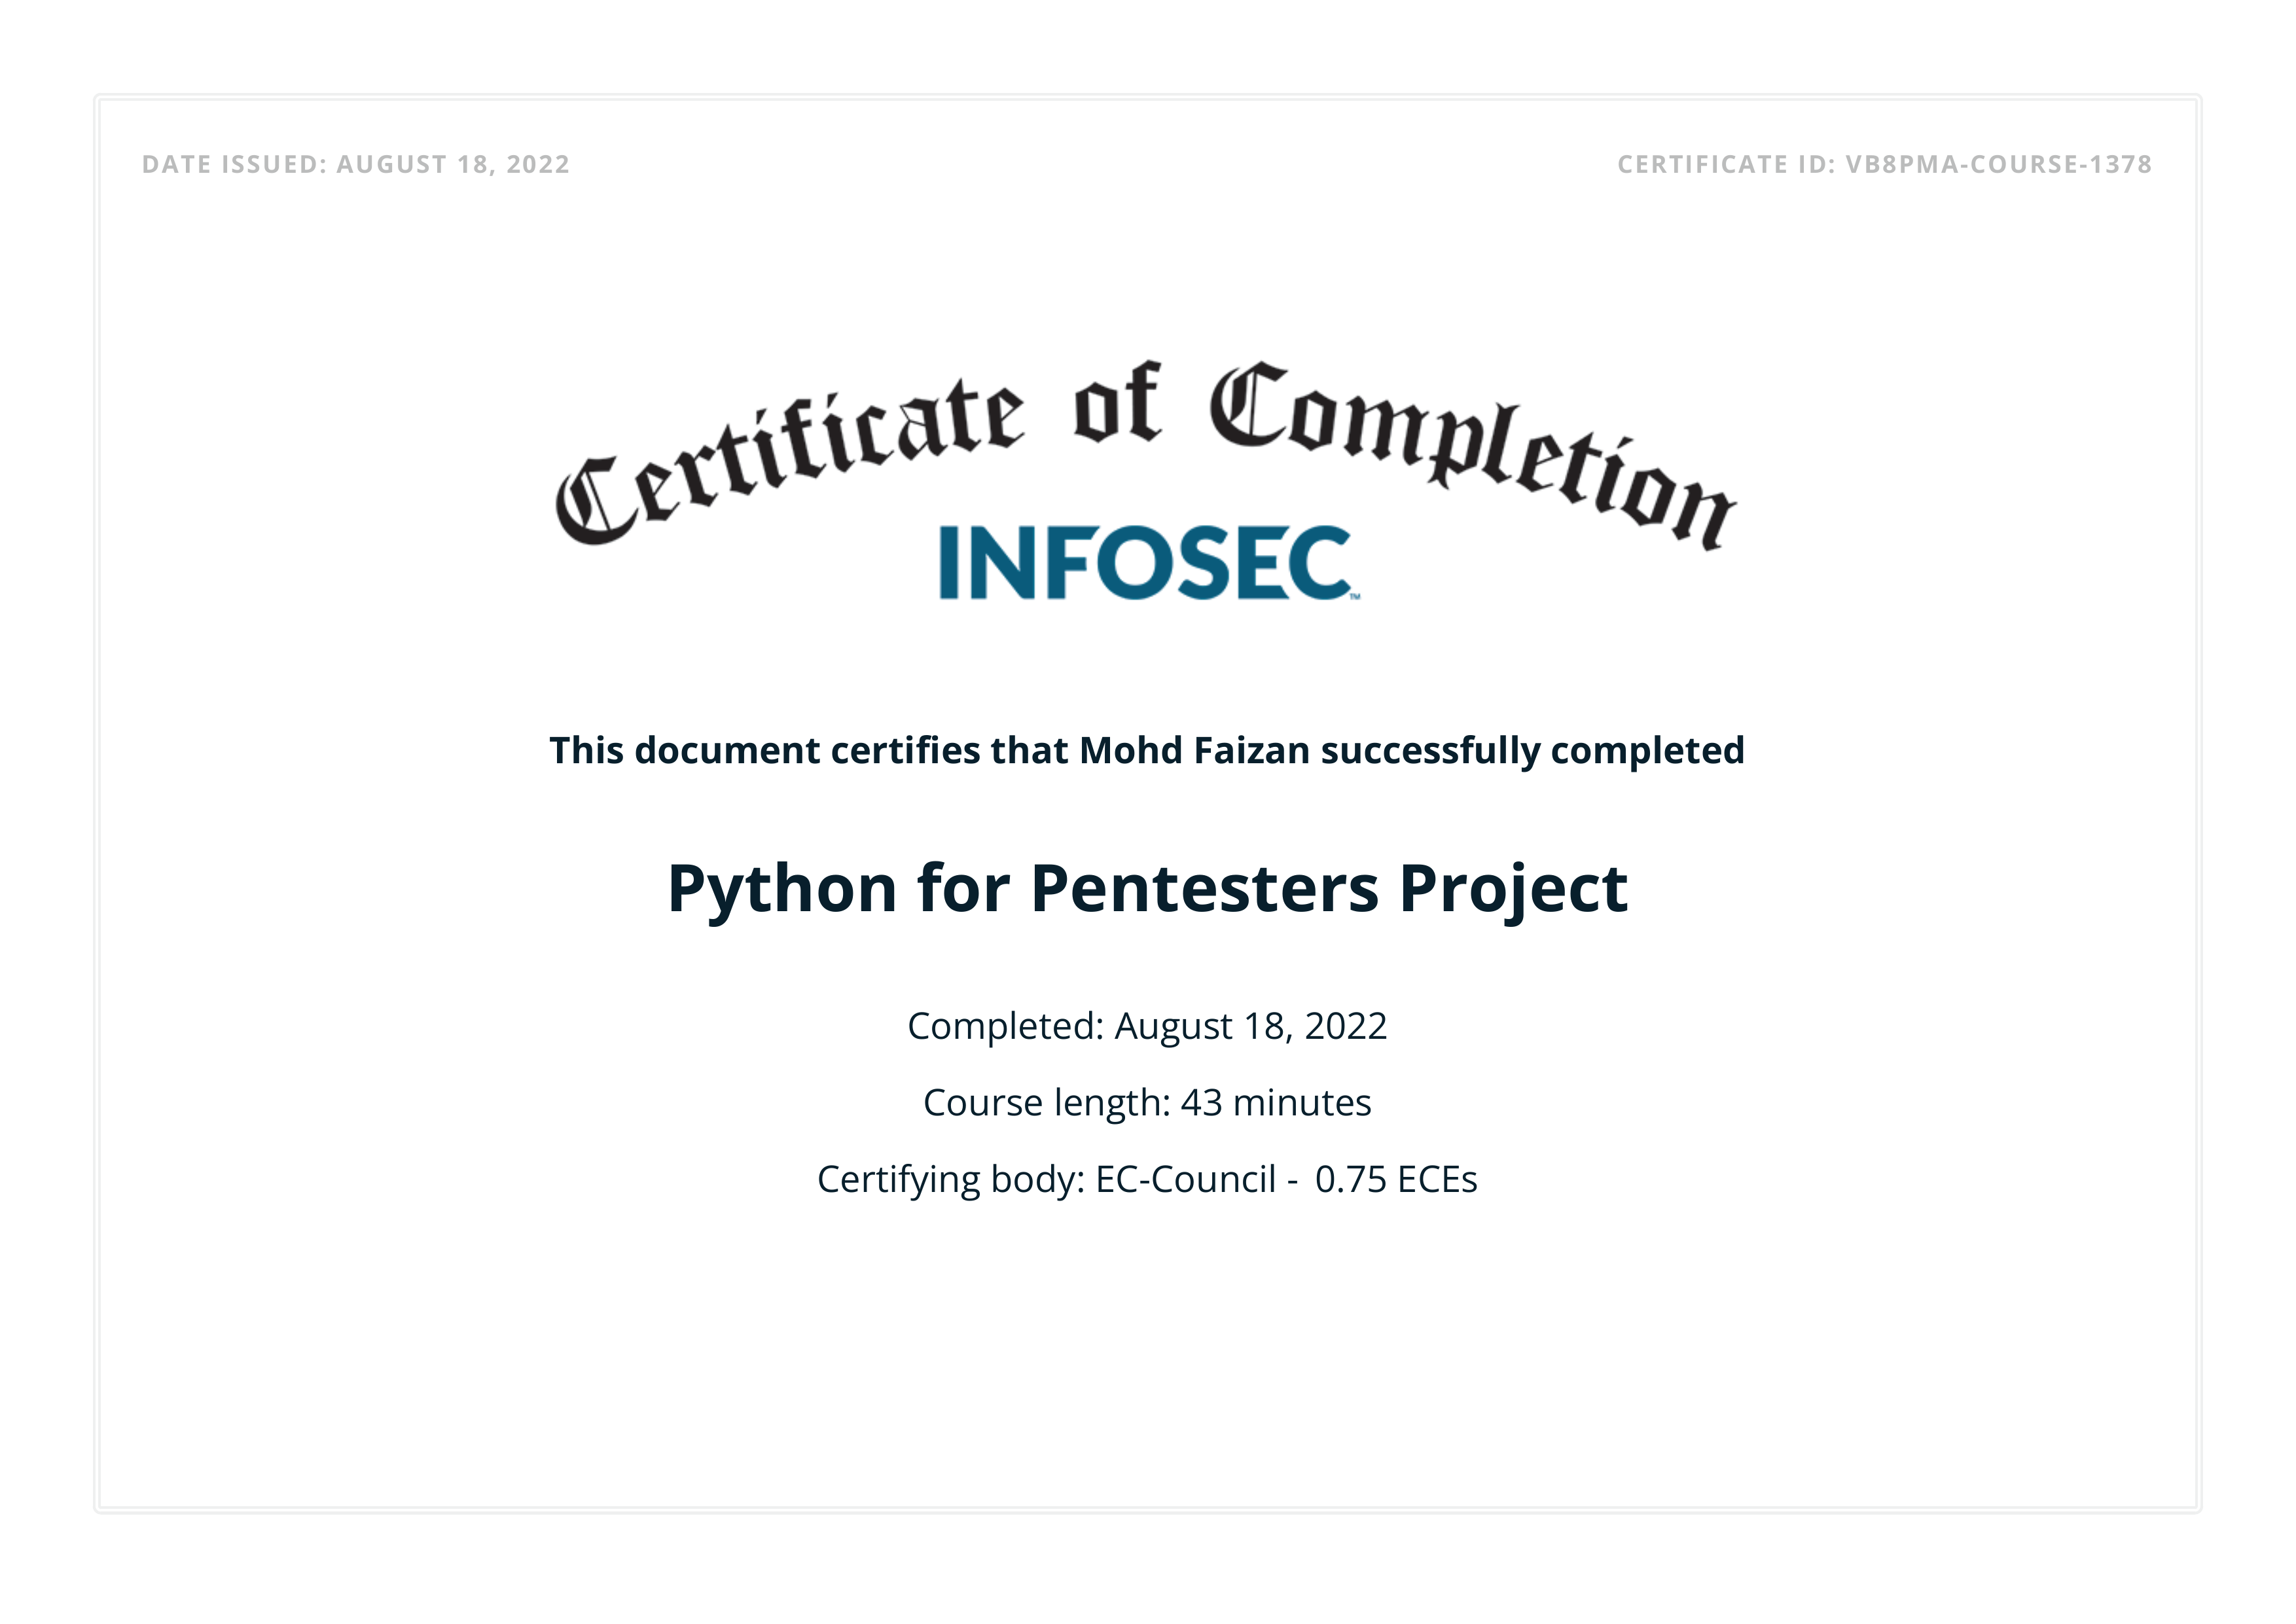 DATE ISSUED: AUGUST 18, 2022
CERTIFICATE ID: VB8PMA-COURSE-1378
Certificate of Completion
INFOSEC™
This document certifies that Mohd Faizan successfully completed
Python for Pentesters Project
Completed: August 18, 2022
Course length: 43 minutes
Certifying body: EC-Council - 0.75 ECEs